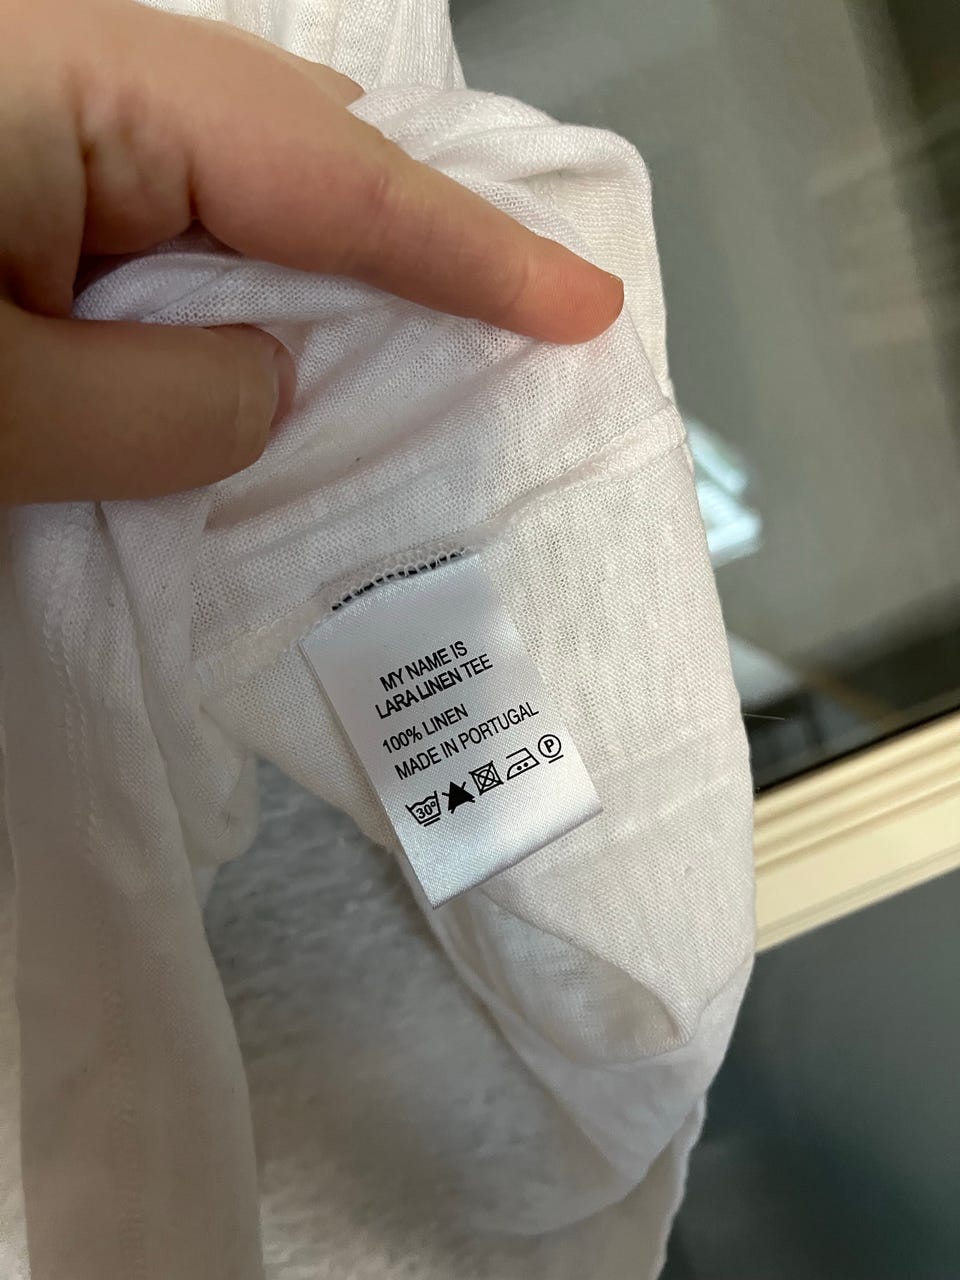 MY NAME IS
LARA LINEN TEE
100% LINEN
MADE IN PORTUGAL
30° P